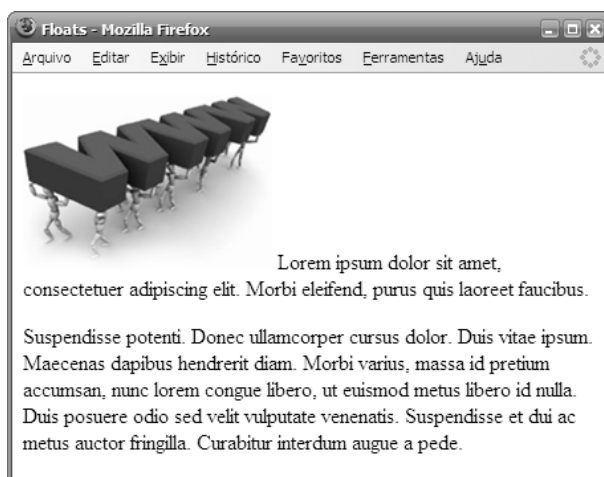 Floats - Mozilla Firefox
Arquivo Editar Exibir Histórico Favoritos Ferramentas Ajuda
WWW
Lorem ipsum dolor sit amet,
consectetuer adipiscing elit. Morbi eleifend, purus quis laoreet faucibus.
Suspendisse potenti. Donec ullamcorper cursus dolor. Duis vitae ipsum.
Maecenas dapibus hendrerit diam. Morbi varius, massa id pretium
accumsan, nunc lorem congue libero, ut euismod metus libero id nulla.
Duis posuere odio sed velit vulputate venenatis. Suspendisse et dui ac
metus auctor fringilla. Curabitur interdum augue a pede.